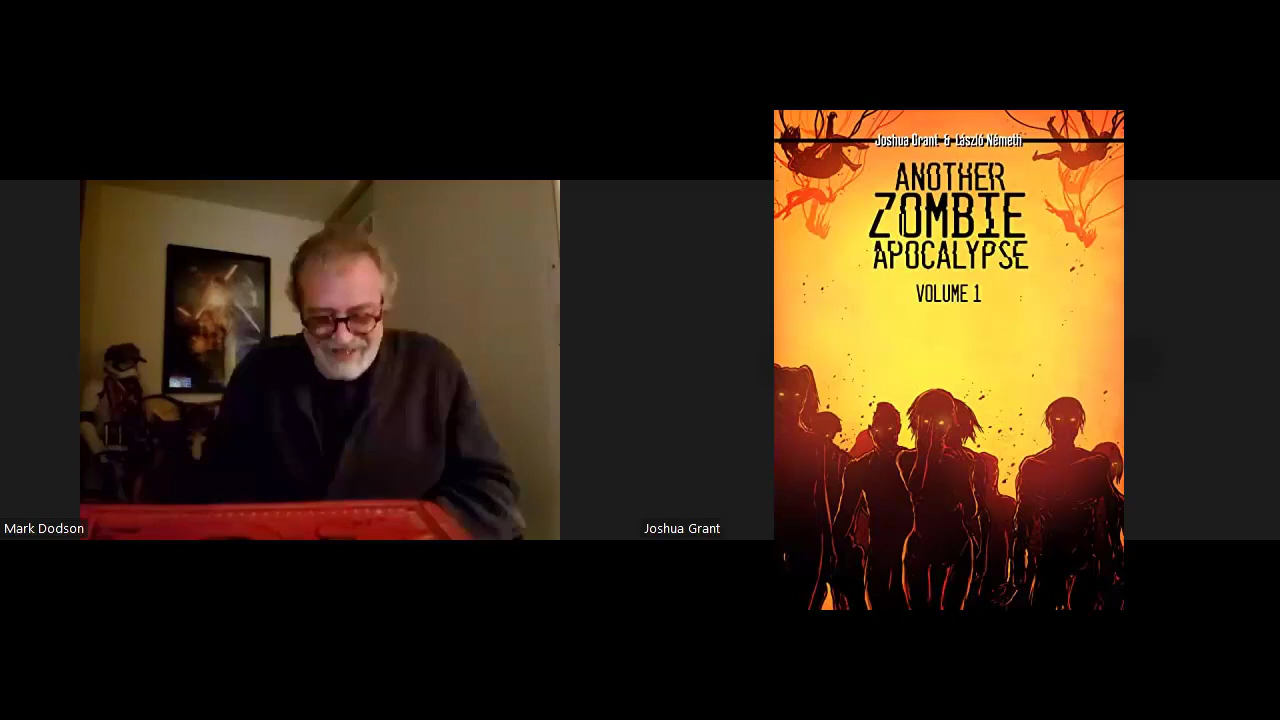 Joshua Grant & László Németh
ANOTHER
ZOMBIE
APOCALYPSE
VOLUME 1
Mark Dodson
Joshua Grant